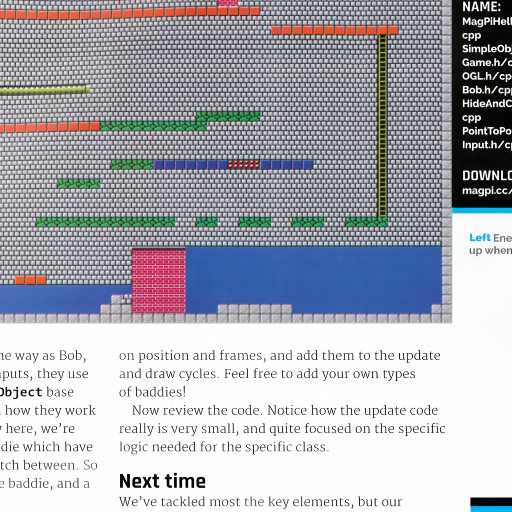 NAME:
MagPiHell
cpp
SimpleObj
Game.h/c
OGL.h/cp
Bob.h/cpp
HideAndC
cpp
PointToPo
Input.h/cp
DOWNLO
magpi.cc/
Left Ene
up when
he way as Bob,
nputs, they use
Object base
how they work
here, we're
die which have
tch between. So
e baddie, and a
on position and frames, and add them to the update
and draw cycles. Feel free to add your own types
of baddies!
Now review the code. Notice how the update code
really is very small, and quite focused on the specific
logic needed for the specific class.
Next time
We've tackled most the key elements, but our